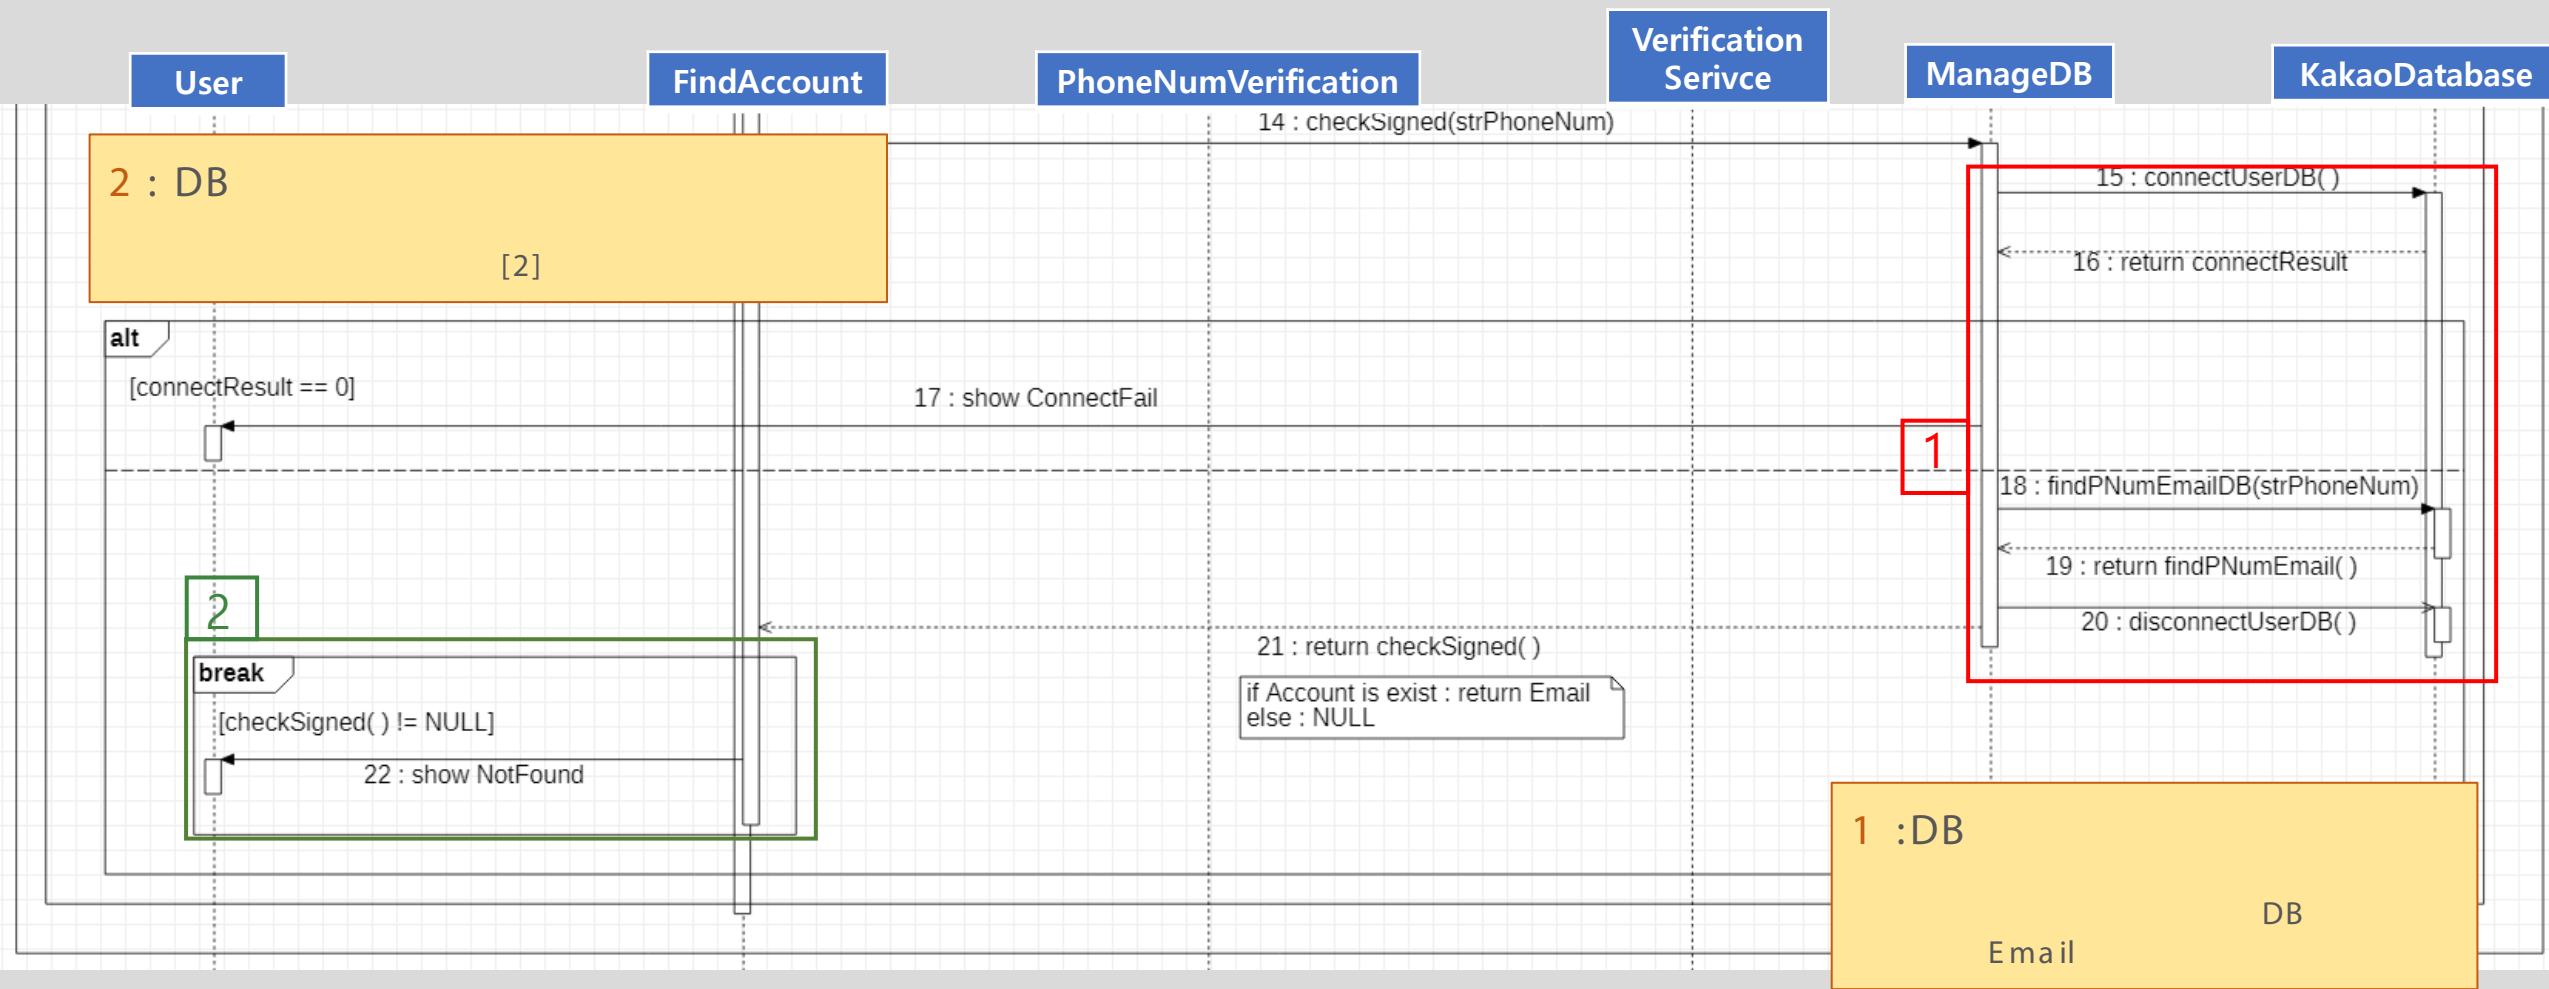 User
FindAccount
PhoneNumVerification
Verification
Serivce
ManageDB
KakaoDatabase
14 : checkSigned(strPhoneNum)
2 : DB
[2]
15 : connectUserDB( )
16 : return connectResult
alt
[connectResult == 0]
17 : show ConnectFail
1
18 : findPNumEmailDB(strPhoneNum)
19 : return findPNumEmail( )
20 : disconnectUserDB( )
2
21 : return checkSigned( )
break
if Account is exist : return Email
else : NULL
[checkSigned( ) != NULL]
22 : show NotFound
1 :DB
DB
Email